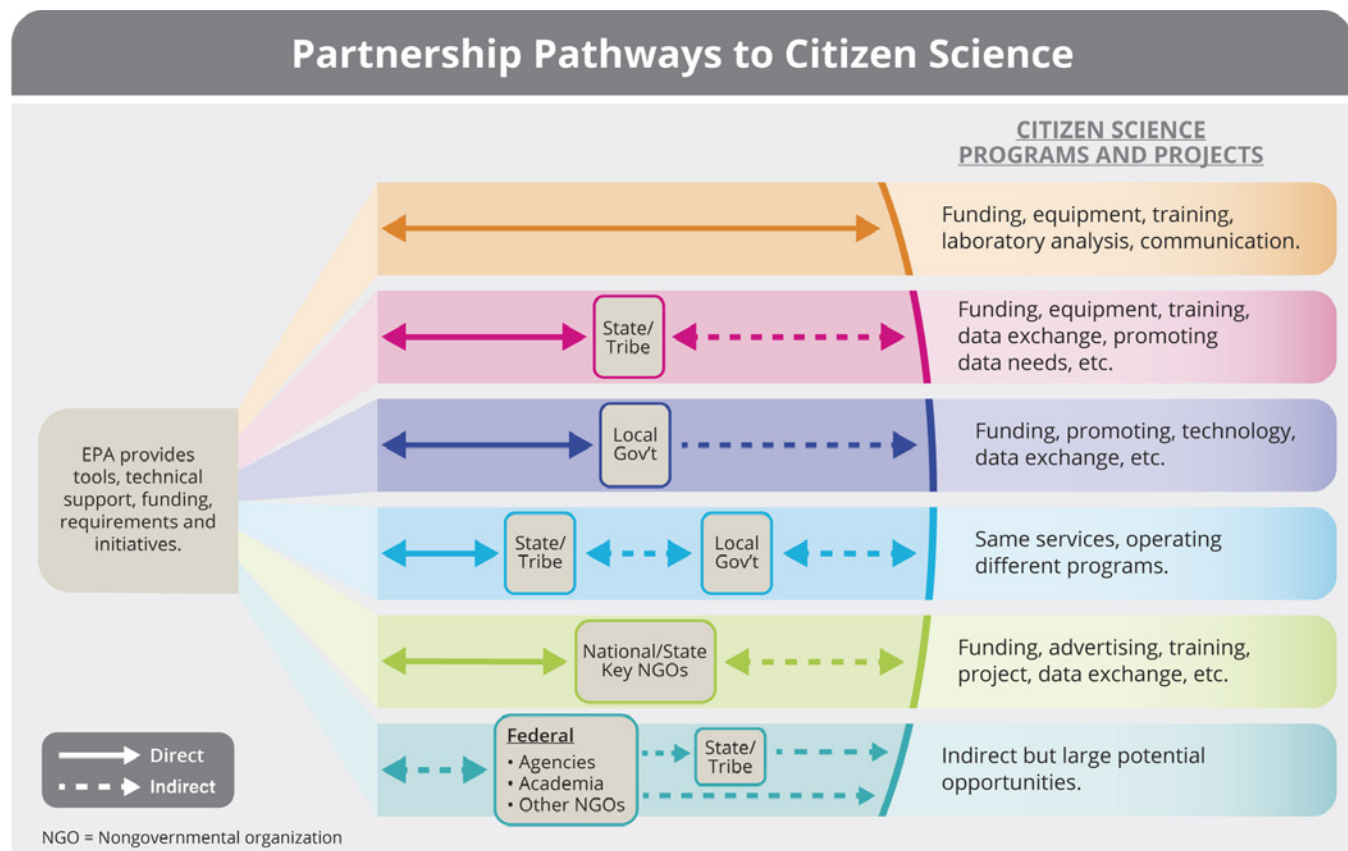 Partnership Pathways to Citizen Science
CITIZEN SCIENCE
PROGRAMS AND PROJECTS
EPA provides
tools, technical
support, funding,
requirements and
initiatives.
Funding, equipment, training,
laboratory analysis, communication.
State/
Tribe
Funding, equipment, training,
data exchange, promoting
data needs, etc.
Local
Gov't
Funding, promoting, technology,
data exchange, etc.
State/
Tribe
Local
Gov't
Same services, operating
different programs.
National/State
Key NGOs
Funding, advertising, training,
project, data exchange, etc.
Federal
• Agencies
• Academia
• Other NGOs
State/
Tribe
Indirect but large potential
opportunities.
Direct
Indirect
NGO = Nongovernmental organization